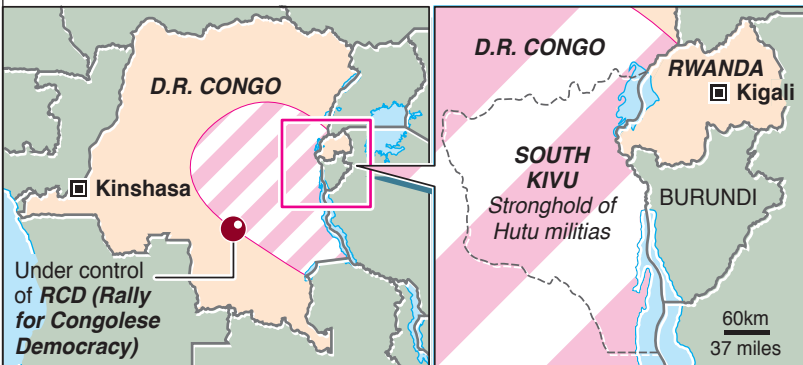 D.R. CONGO
Kinshasa
Under control
of RCD (Rally
for Congolese
Democracy)
D.R. CONGO
RWANDA
Kigali
SOUTH
KIVU
Stronghold of
Hutu militias
BURUNDI
60km
37 miles